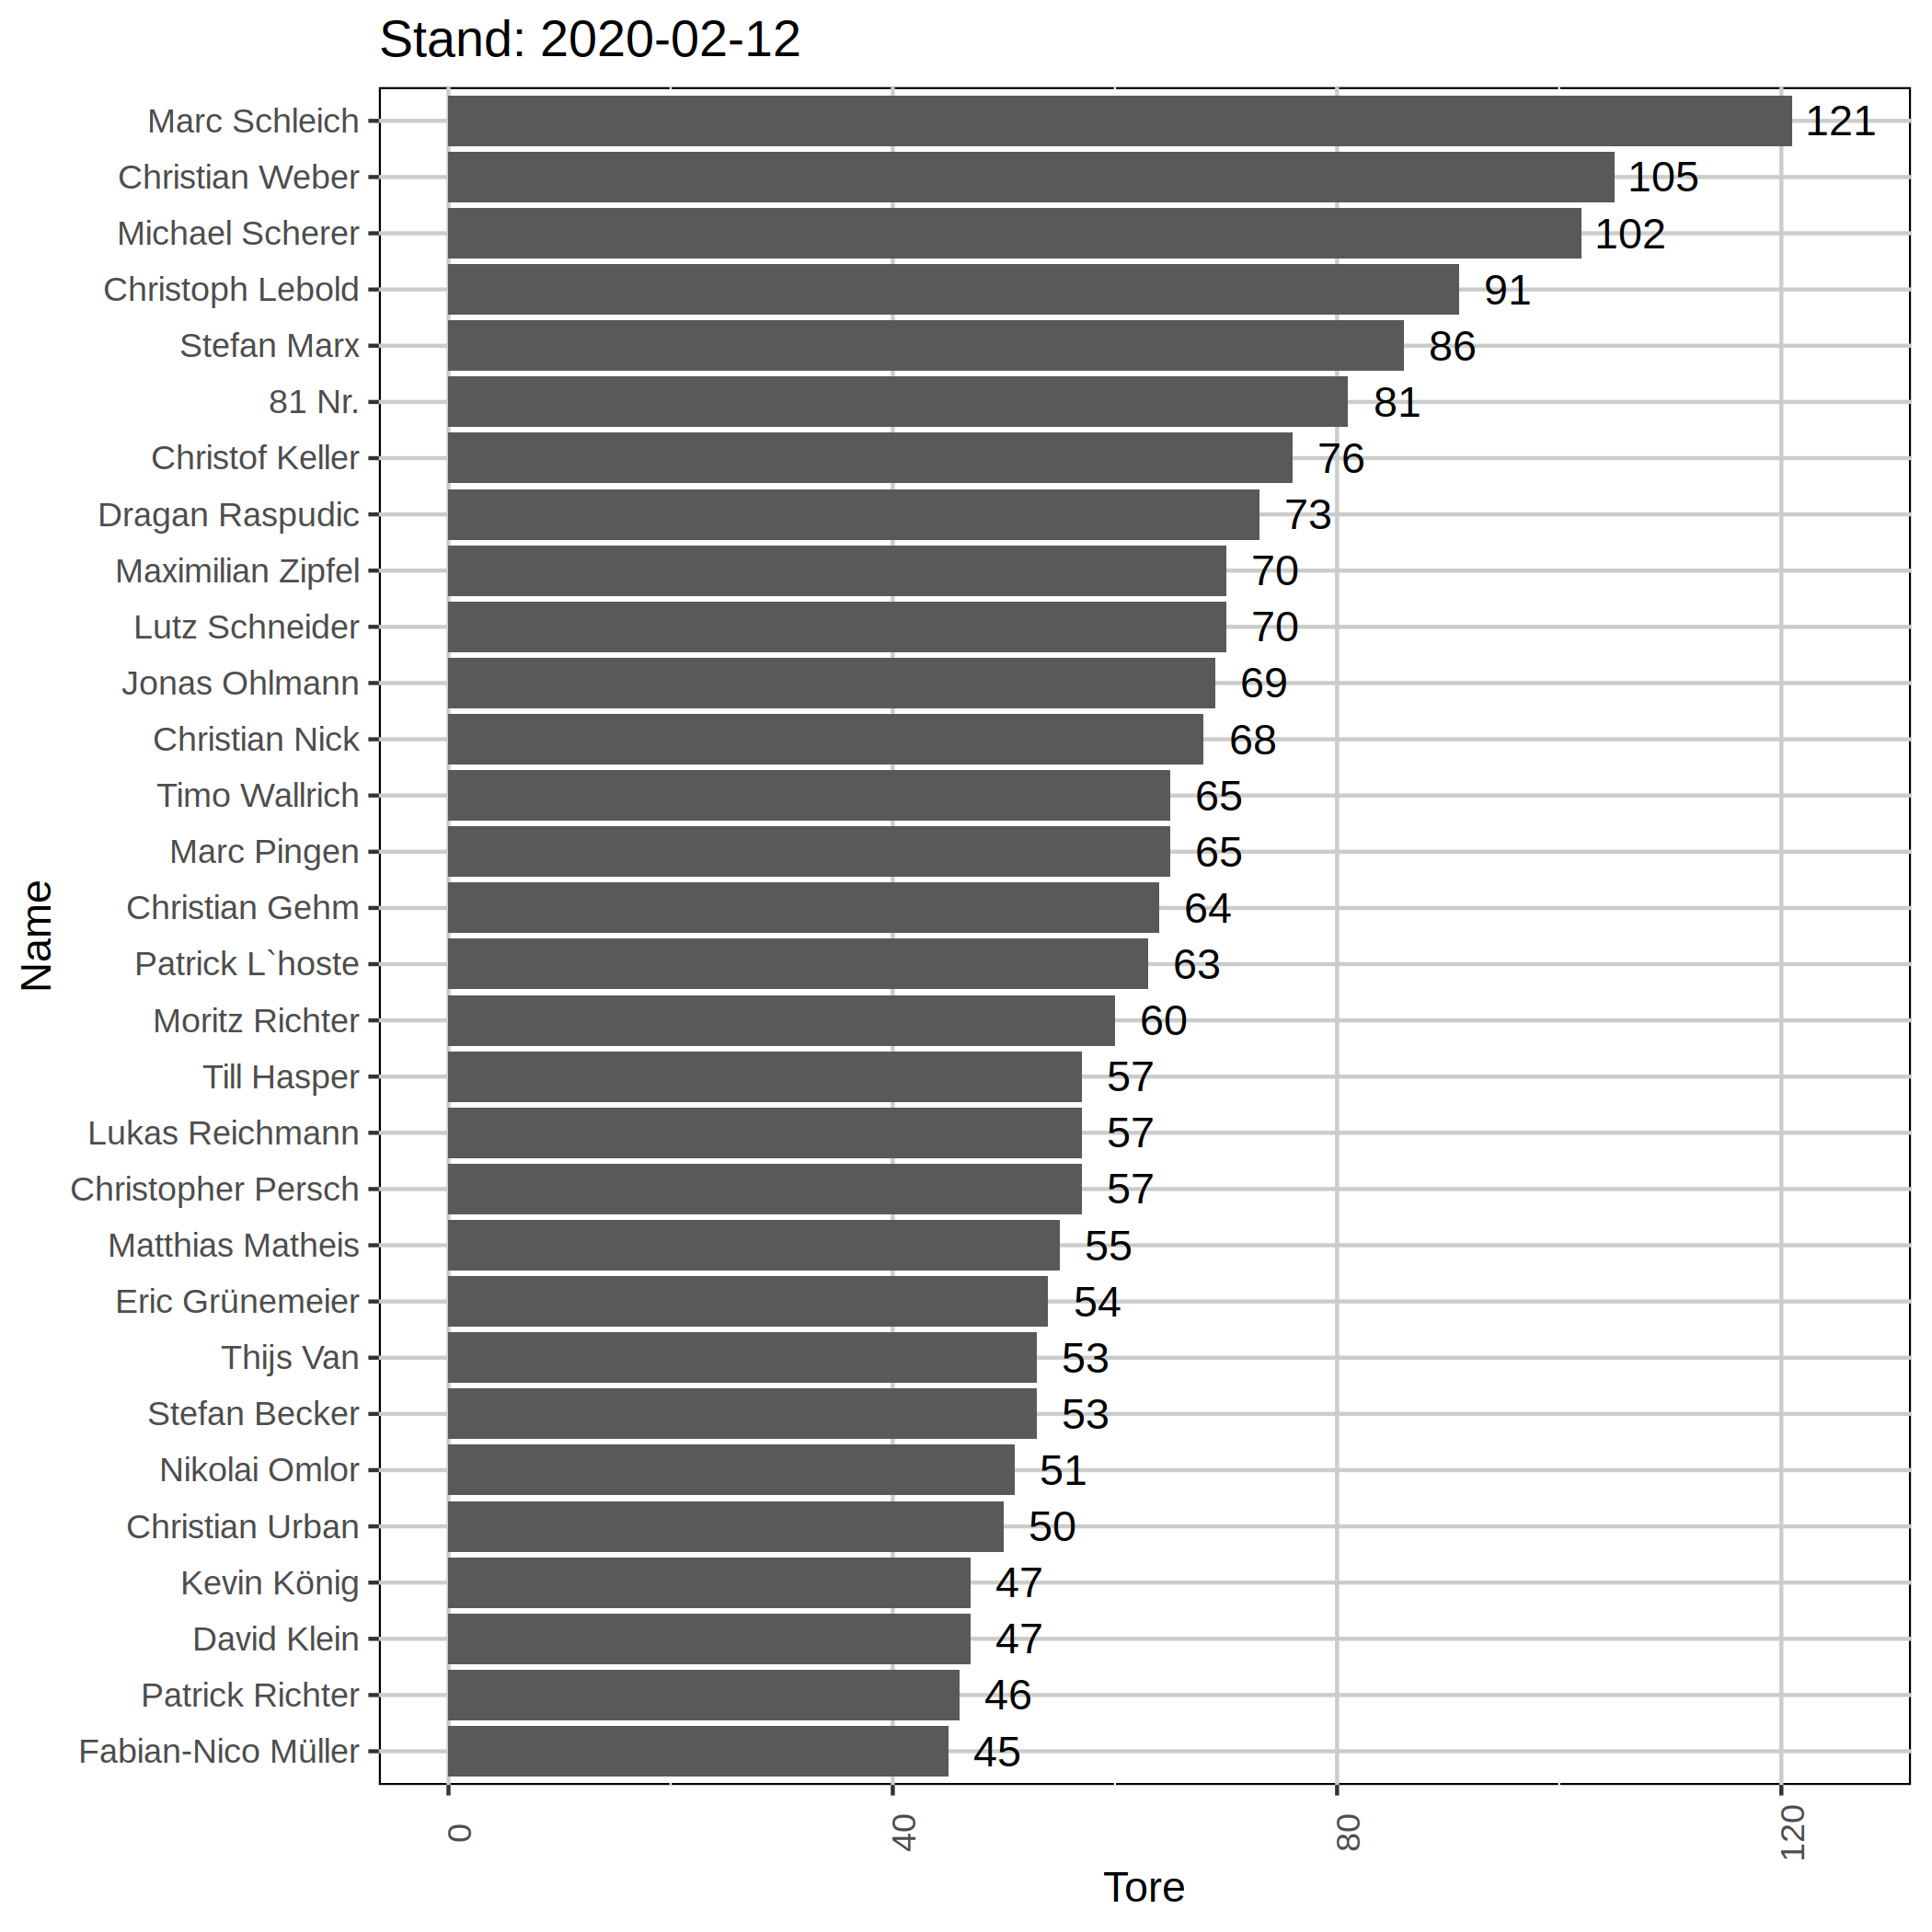 Stand: 2020-02-12
Marc Schleich 121
Christian Weber 105
Michael Scherer 102
Christoph Lebold 91
Stefan Marx 86
81 Nr. 81
Christof Keller 76
Dragan Raspudic 73
Maximilian Zipfel 70
Lutz Schneider 70
Jonas Ohlmann 69
Christian Nick 68
Timo Wallrich 65
Marc Pingen 65
Christian Gehm 64
Patrick L`hoste 63
Moritz Richter 60
Till Hasper 57
Lukas Reichmann 57
Christopher Persch 57
Matthias Matheis 55
Eric Grünemeier 54
Thijs Van 53
Stefan Becker 53
Nikolai Omlor 51
Christian Urban 50
Kevin König 47
David Klein 47
Patrick Richter 46
Fabian-Nico Müller 45
Name
0 40 80 120
Tore